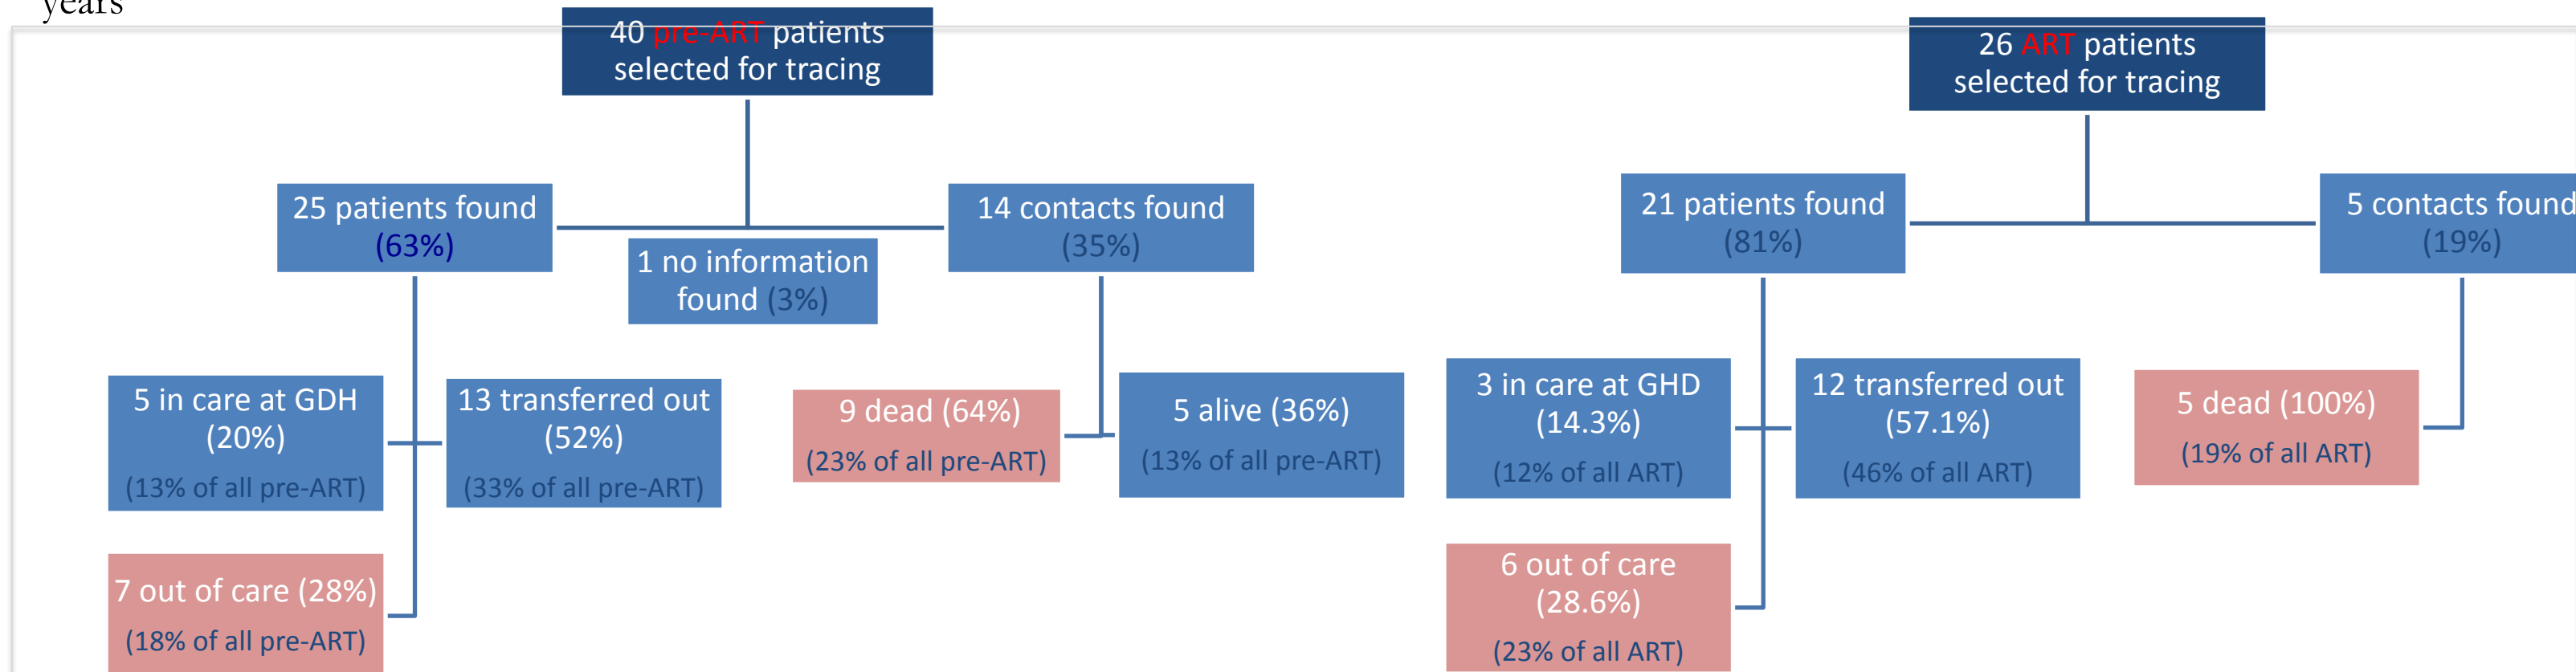 years
40 pre-ART patients
selected for tracing
26 ART patients
selected for tracing
25 patients found
(63%)
1 no information
found (3%)
14 contacts found
(35%)
21 patients found
(81%)
5 contacts found
(19%)
5 in care at GDH
(20%)
(13% of all pre-ART)
13 transferred out
(52%)
(33% of all pre-ART)
9 dead (64%)
(23% of all pre-ART)
5 alive (36%)
(13% of all pre-ART)
3 in care at GHD
(14.3%)
(12% of all ART)
12 transferred out
(57.1%)
(46% of all ART)
5 dead (100%)
(19% of all ART)
7 out of care (28%)
(18% of all pre-ART)
6 out of care
(28.6%)
(23% of all ART)